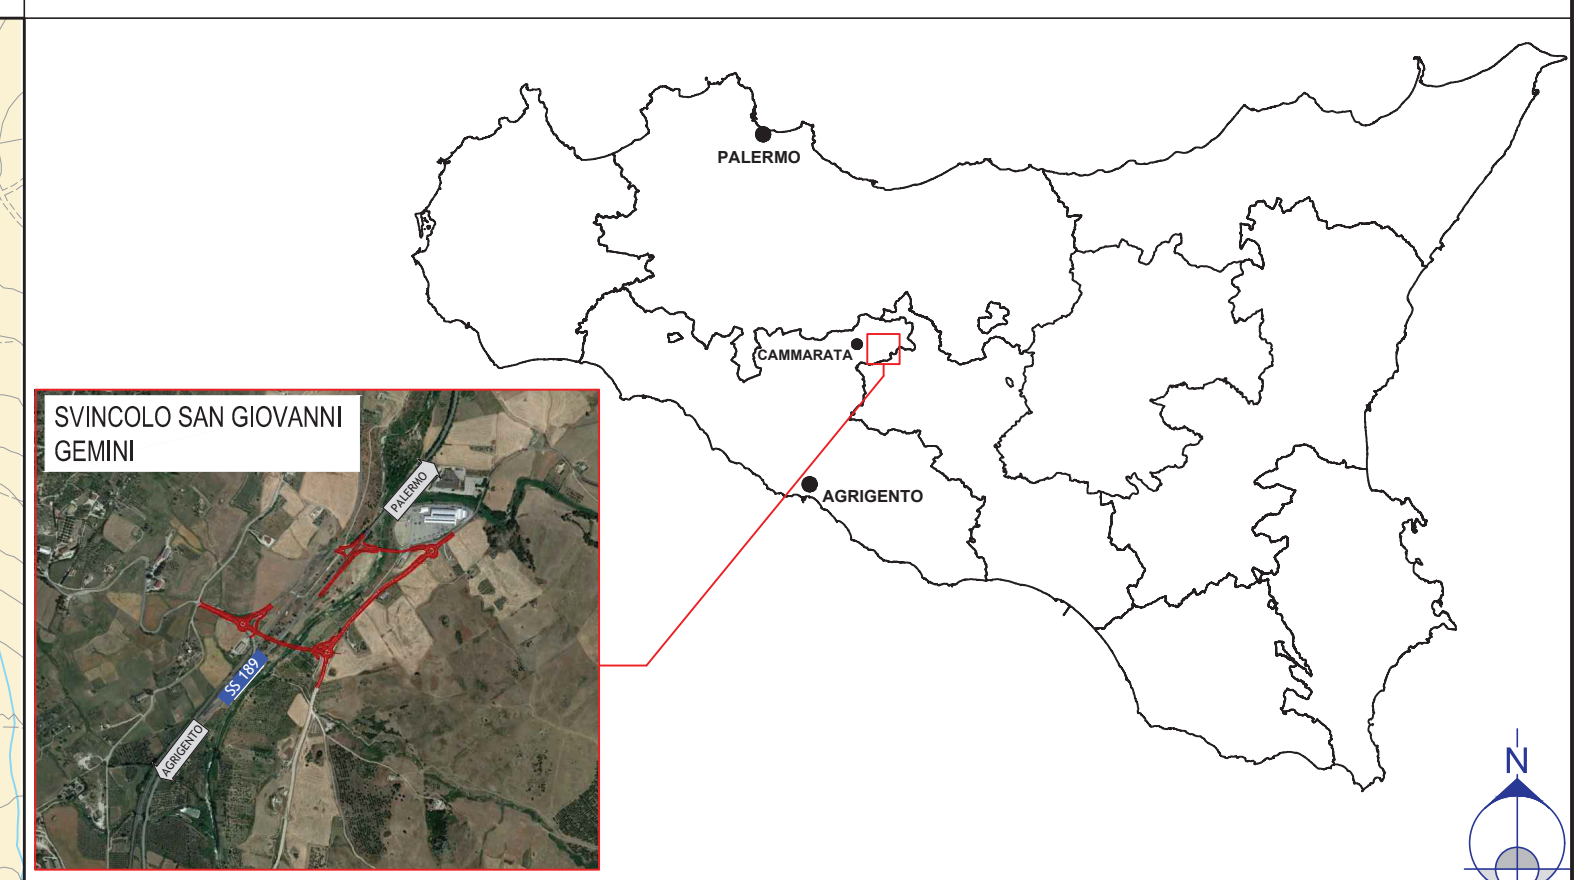 PALERMO
CAMMARATA
SVINCOLO SAN GIOVANNI
GEMINI
PALERMO
AGRIGENTO
SS 189
AGRIGENTO
N